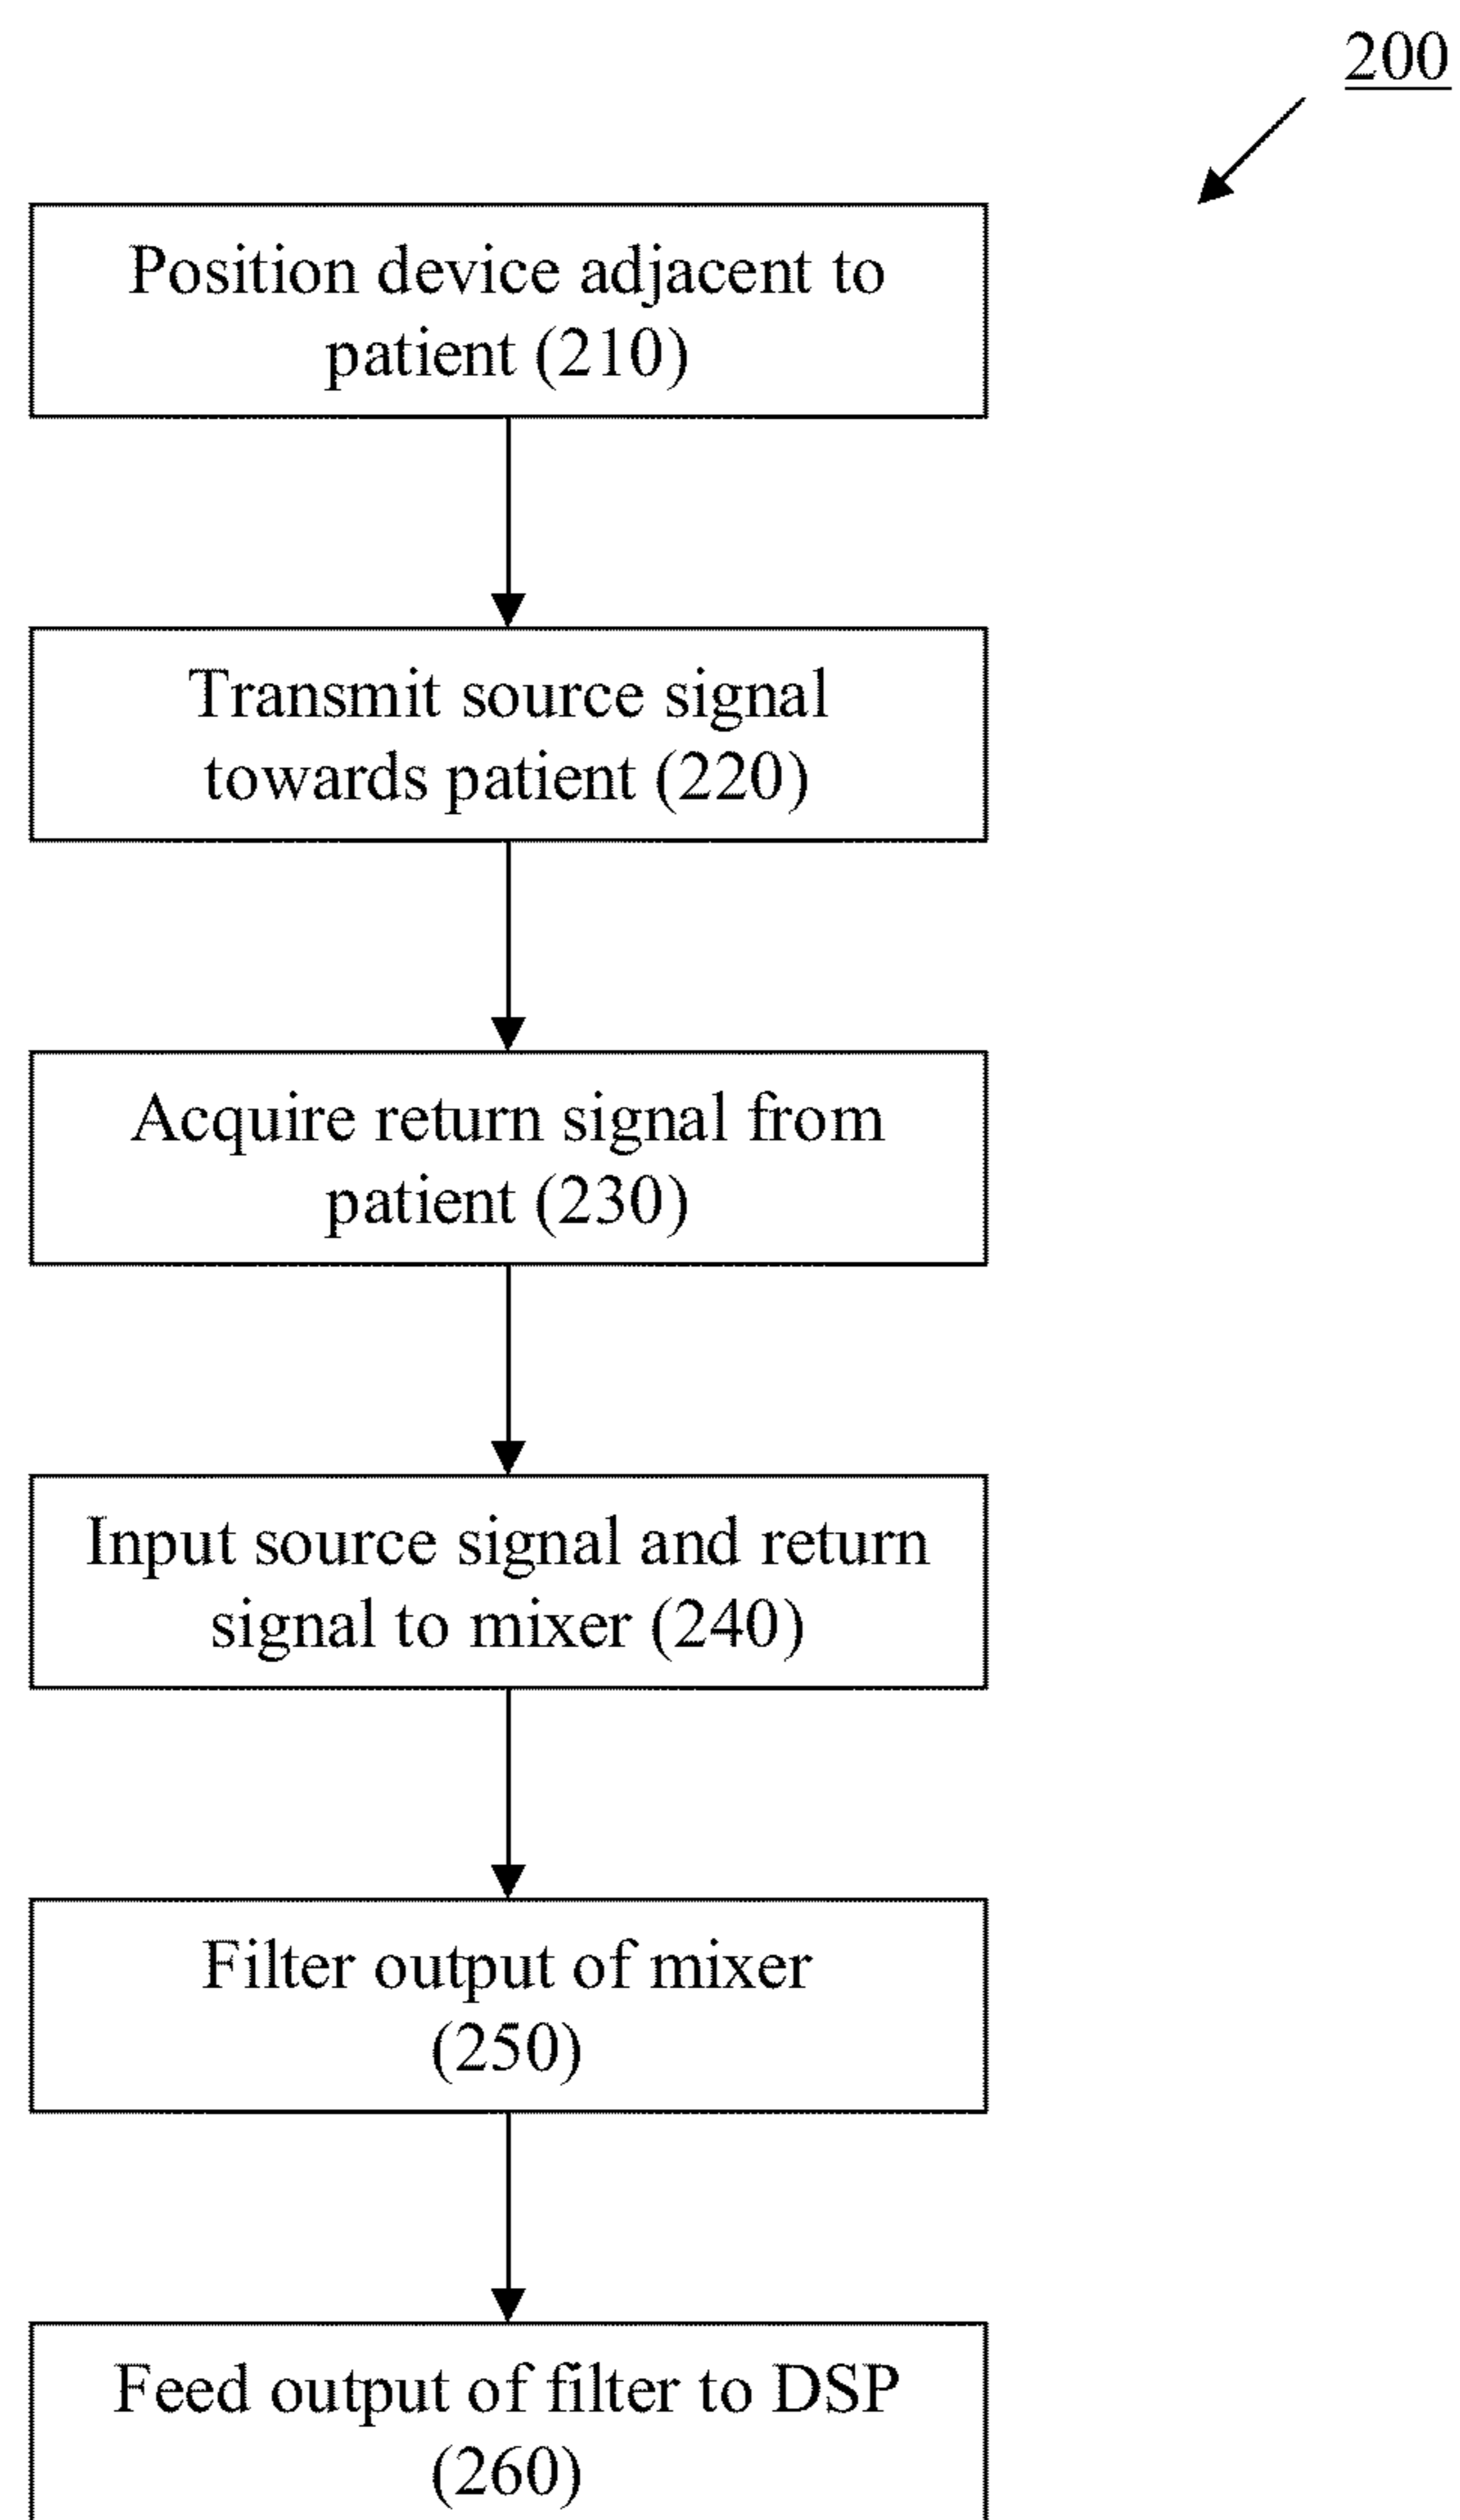 200
Position device adjacent to
patient (210)
Transmit source signal
towards patient (220)
Acquire return signal from
patient (230)
Input source signal and return
signal to mixer (240)
Filter output of mixer
(250)
Feed output of filter to DSP
(260)